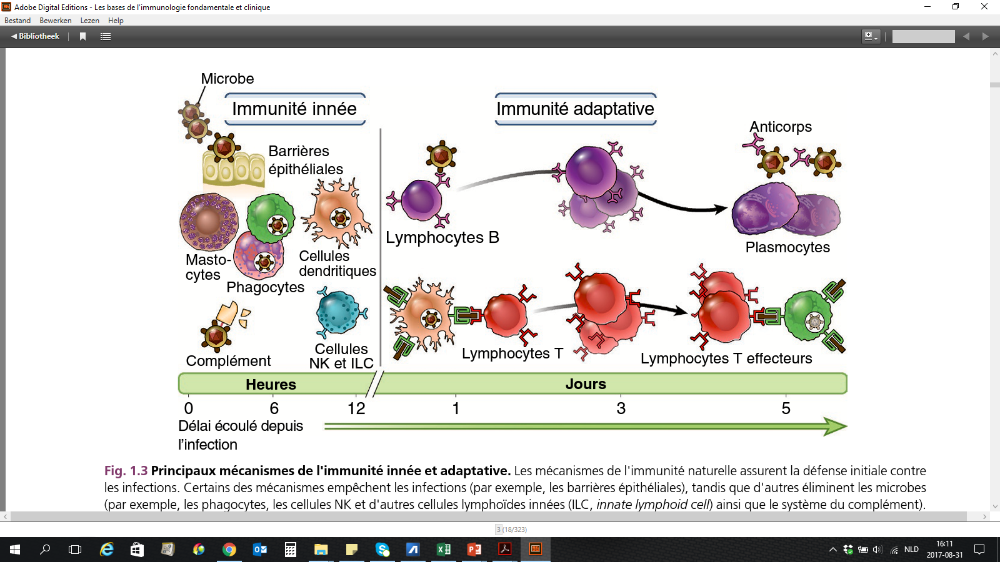 Adobe Digital Editions - Les bases de l'immunologie fondamentale et clinique
Bestand Bewerken Lezen Help
Bibliotheek
Microbe
Immunité innée
Immunité adaptative
Anticorps
Barrières
épithéliales
Lymphocytes B
Plasmocytes
Masto-
cytes
Cellules
dendritiques
Phagocytes
Complément
Cellules
NK et ILC
Lymphocytes T
Lymphocytes T effecteurs
Heures
Jours
0 6 12 1 3 5
Délai écoulé depuis
l'infection
Fig. 1.3 Principaux mécanismes de l'immunité innée et adaptative. Les mécanismes de l'immunité naturelle assurent la défense initiale contre
les infections. Certains des mécanismes empêchent les infections (par exemple, les barrières épithéliales), tandis que d'autres éliminent les microbes
(par exemple, les phagocytes, les cellules NK et d'autres cellules lymphoïdes innées (ILC, innate lymphoid cell) ainsi que le système du complément).
3 (18/323)
NLD
16:11
2017-08-31